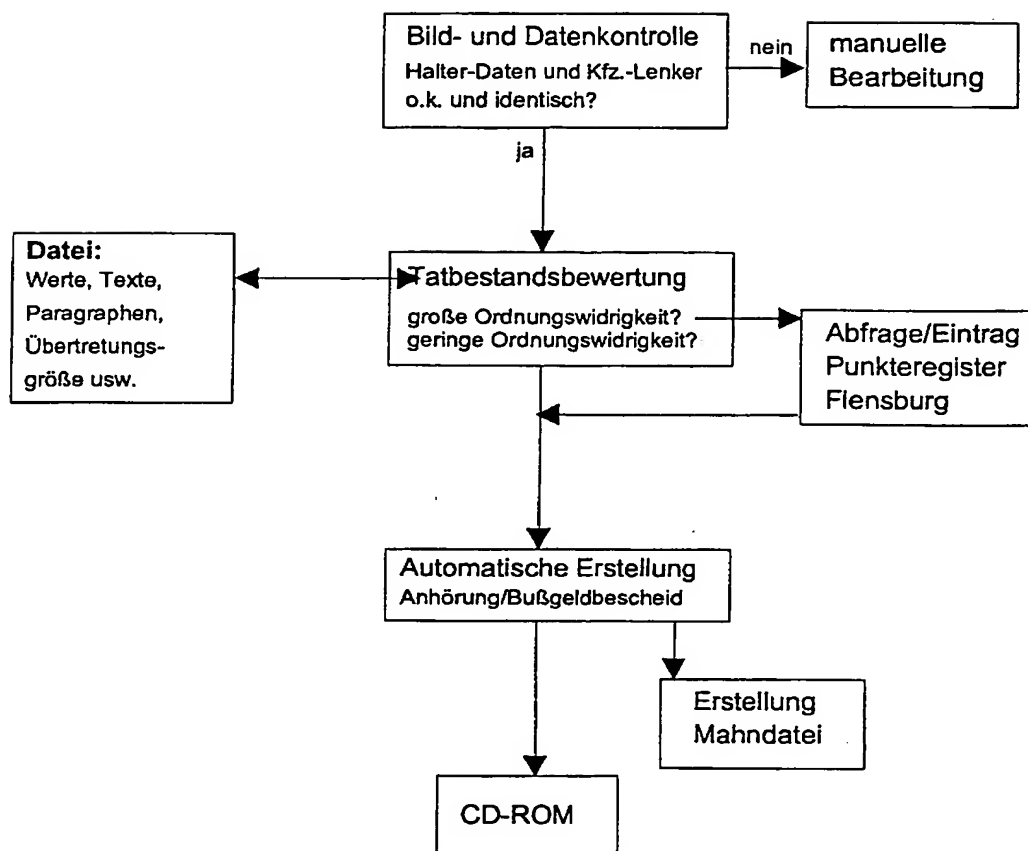 Bild- und Datenkontrolle
Halter-Daten und Kfz.-Lenker
o.k. und identisch?
nein
manuelle
Bearbeitung
ja
Datei:
Werte, Texte,
Paragraphen,
Übertretungs-
größe usw.
Tatbestandsbewertung
große Ordnungswidrigkeit?
geringe Ordnungswidrigkeit?
Abfrage/Eintrag
Punkteregister
Flensburg
Automatische Erstellung
Anhörung/Bußgeldbescheid
Erstellung
Mahndatei
CD-ROM